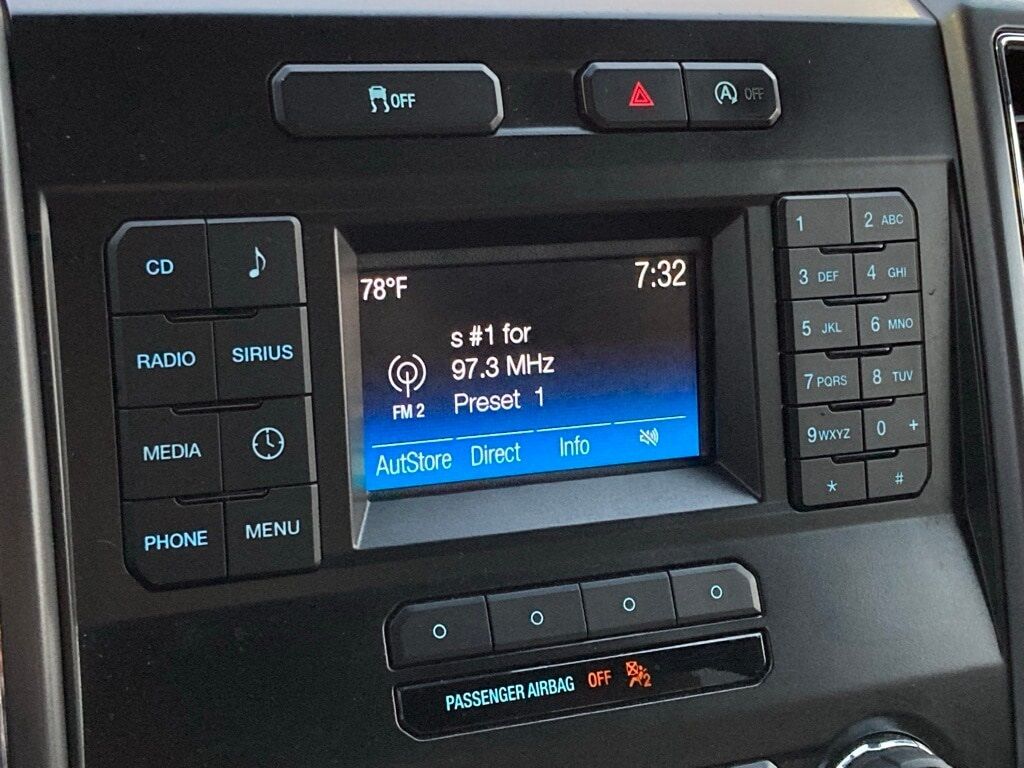 OFF
A OFF
CD
RADIO SIRIUS
MEDIA
PHONE MENU
78°F 7:32
s #1 for
97.3 MHz
FM 2 Preset 1
AutStore Direct Info
1 2 ABC
3 DEF 4 GHI
5 JKL 6 MNO
7 PQRS 8 TUV
9 WXYZ 0 +
* #
PASSENGER AIRBAG OFF 2